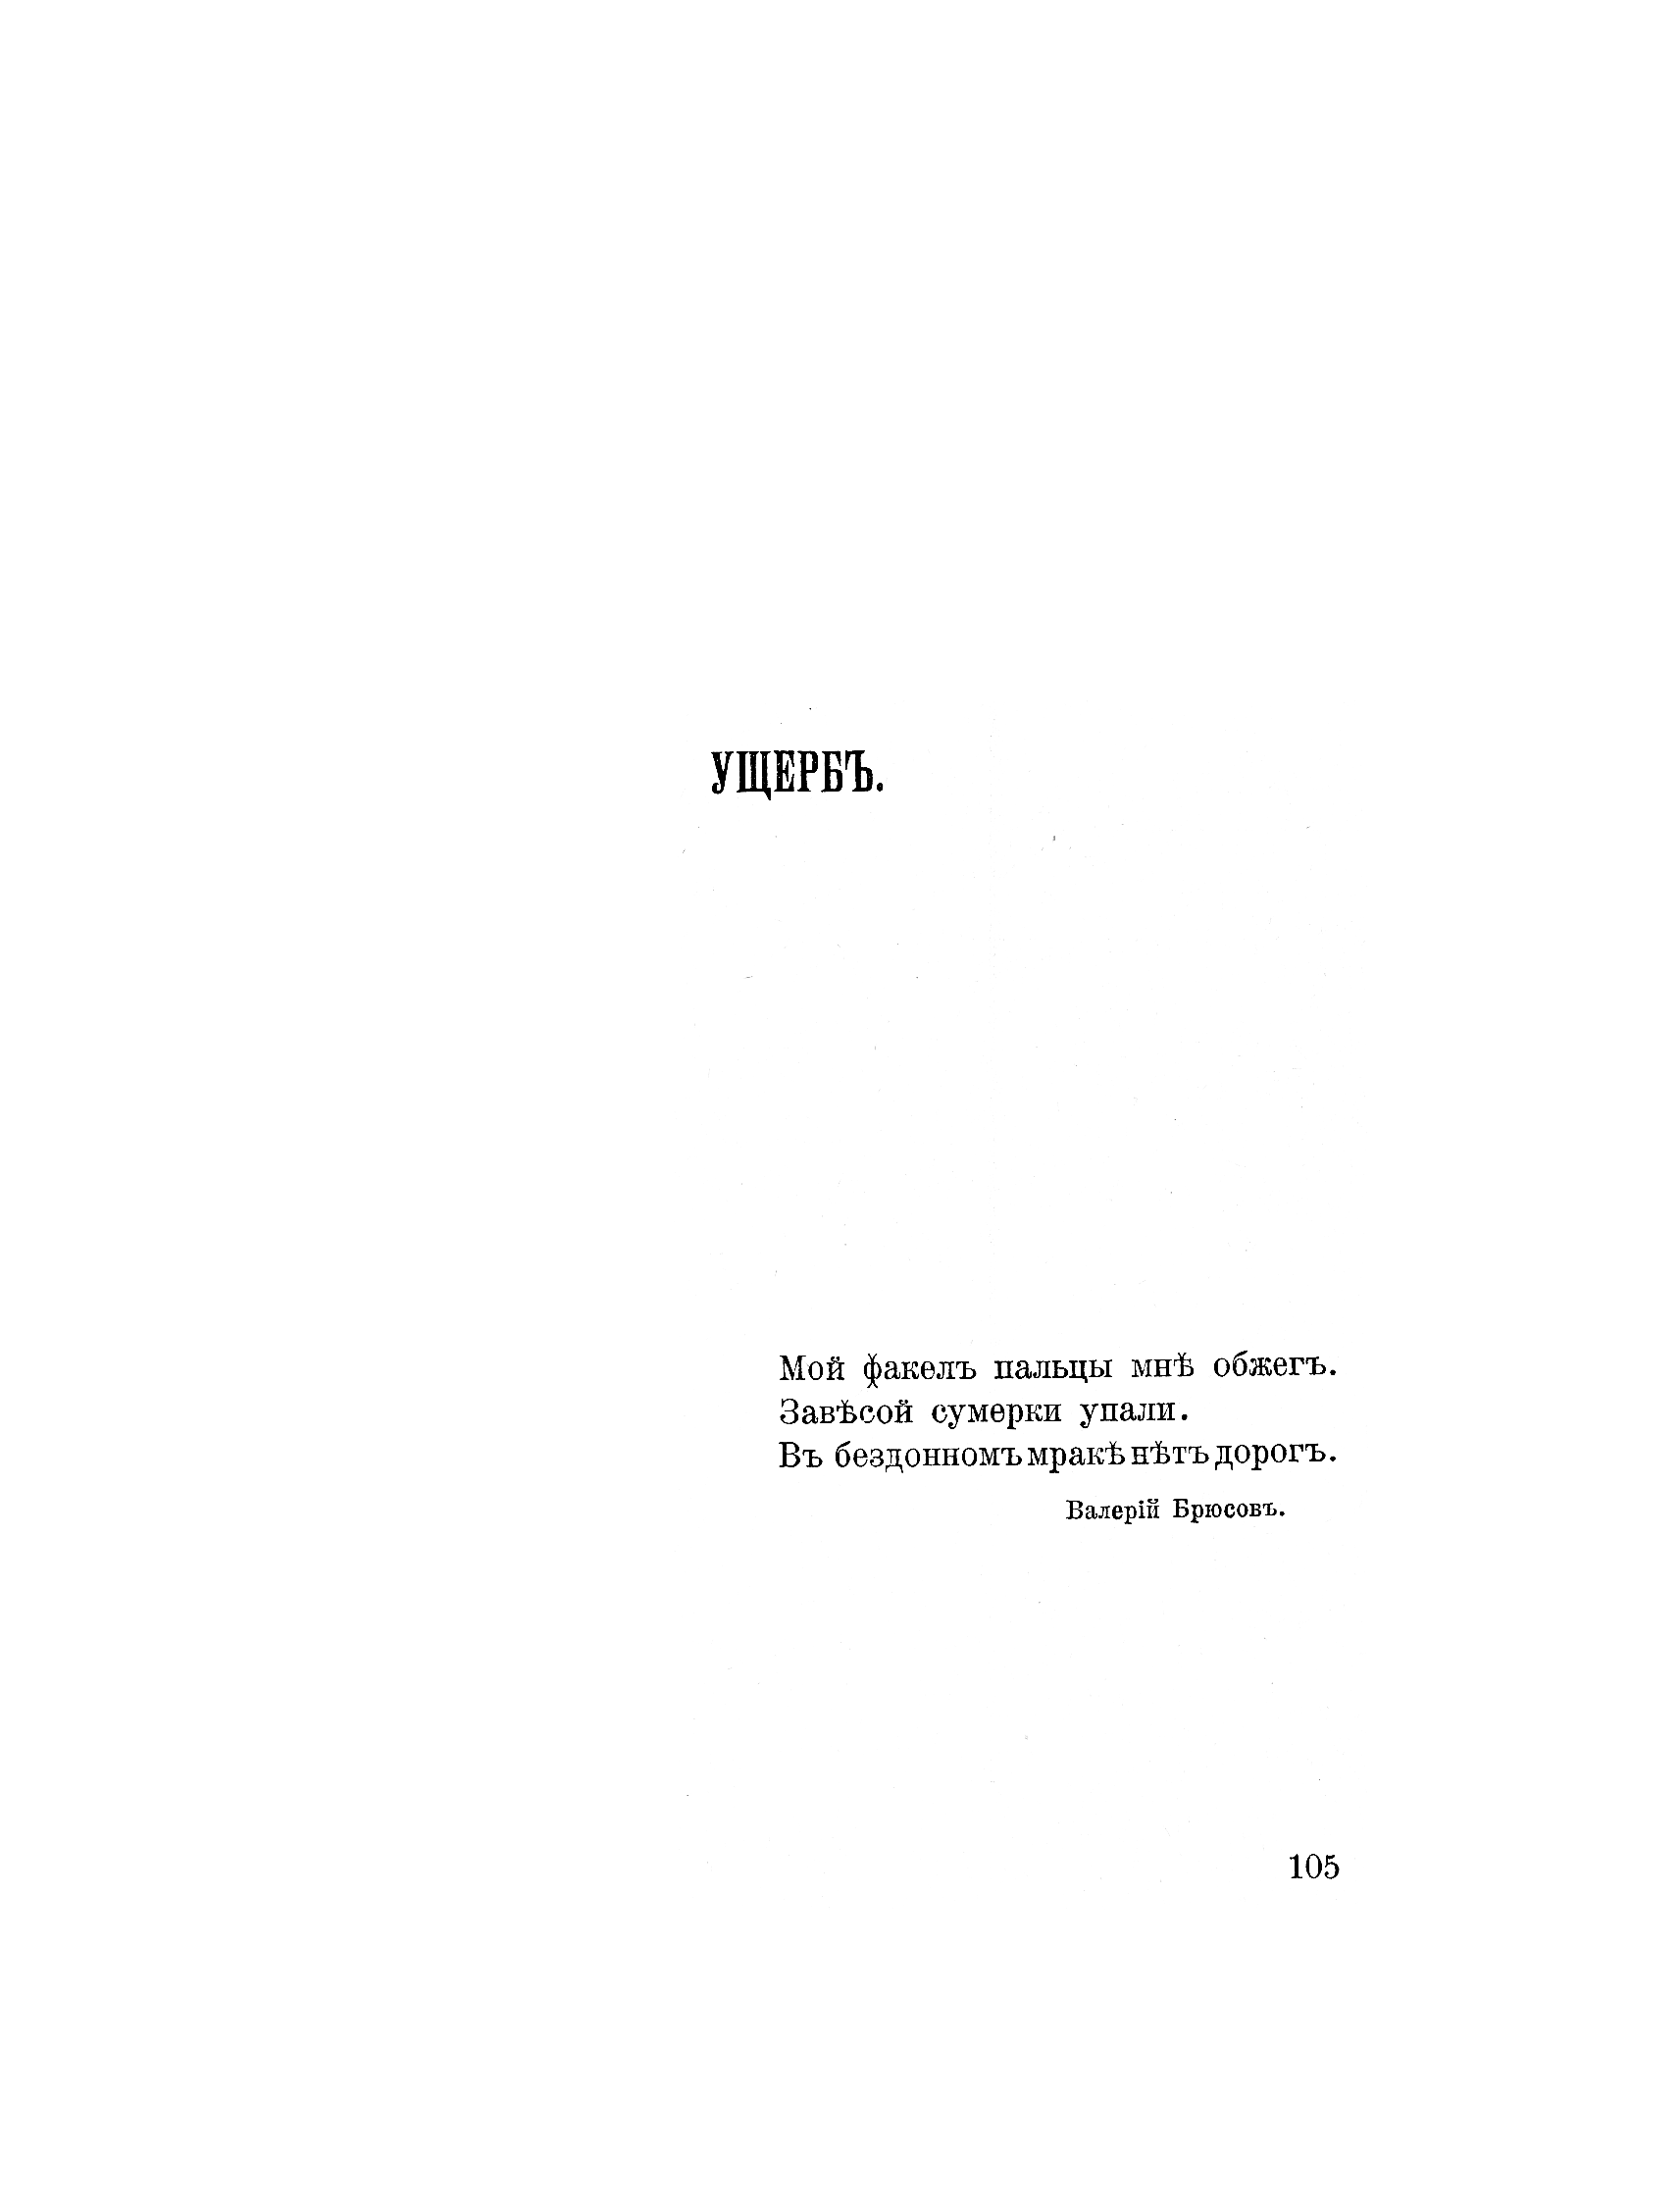 УЩЕРБЪ.
Мой факелъ пальцы мнѣ обжегъ.
Завѣсой сумерки упали.
Въ бездонномъ мракѣ нѣтъ дорогъ.
Валерій Брюсовъ.
105